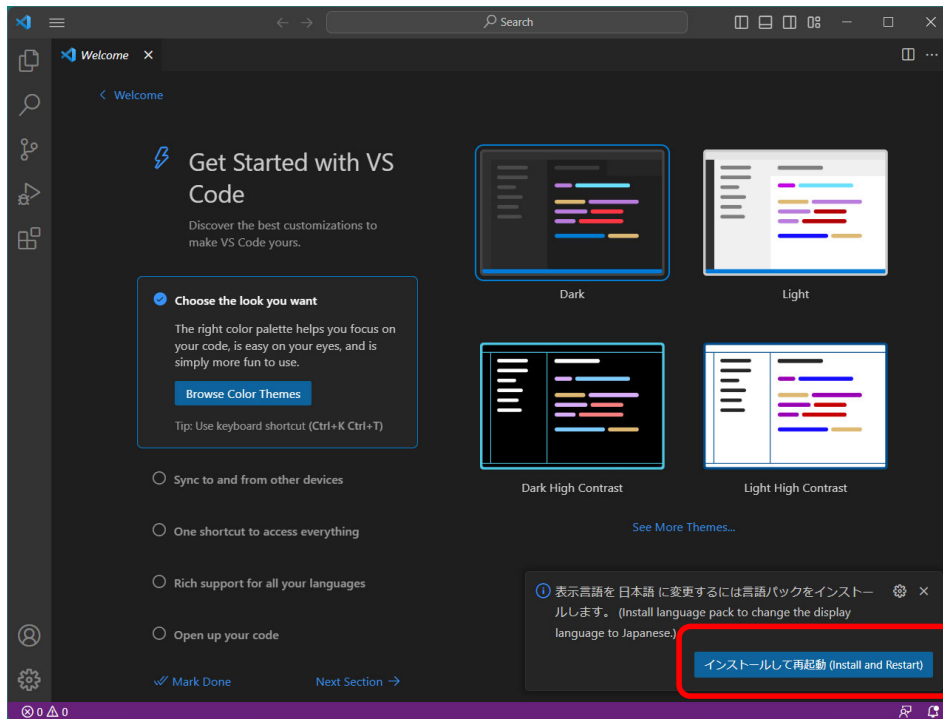 Search
Welcome
Welcome
Get Started with VS
Code
Discover the best customizations to
make VS Code yours.
Choose the look you want
The right color palette helps you focus on
your code, is easy on your eyes, and is
simply more fun to use.
Browse Color Themes
Tip: Use keyboard shortcut (Ctrl+K Ctrl+T)
Sync to and from other devices
One shortcut to access everything
Rich support for all your languages
Open up your code
Mark Done
Next Section
Dark
Light
Dark High Contrast
Light High Contrast
See More Themes...
表示言語を 日本語 に変更するには言語パックをインストー
ルします。 (Install language pack to change the display
language to Japanese.)
インストールして再起動 (Install and Restart)
0 0